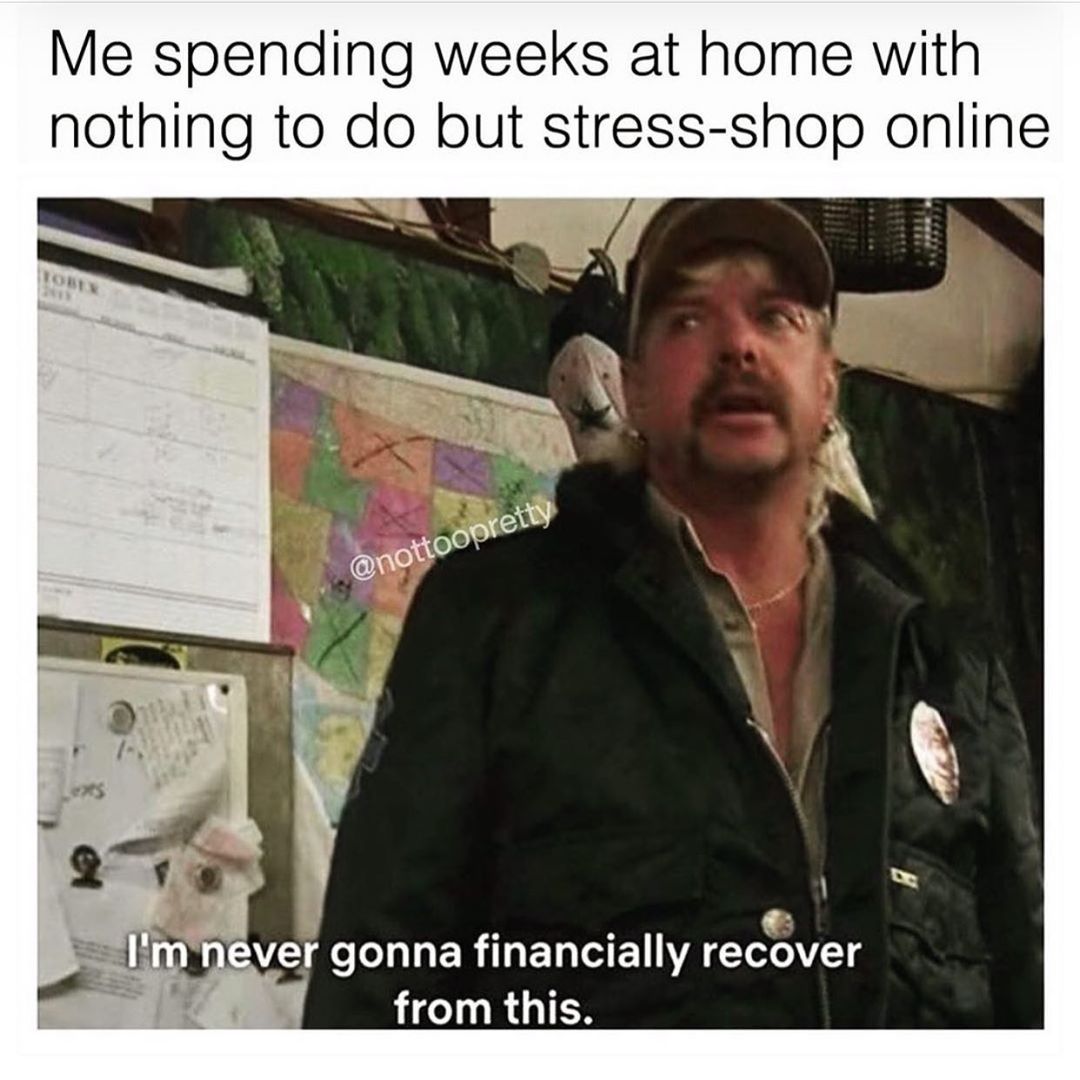 Me spending weeks at home with
nothing to do but stress-shop online
TOBER
@nottoopretty
I'm never gonna financially recover
from this.